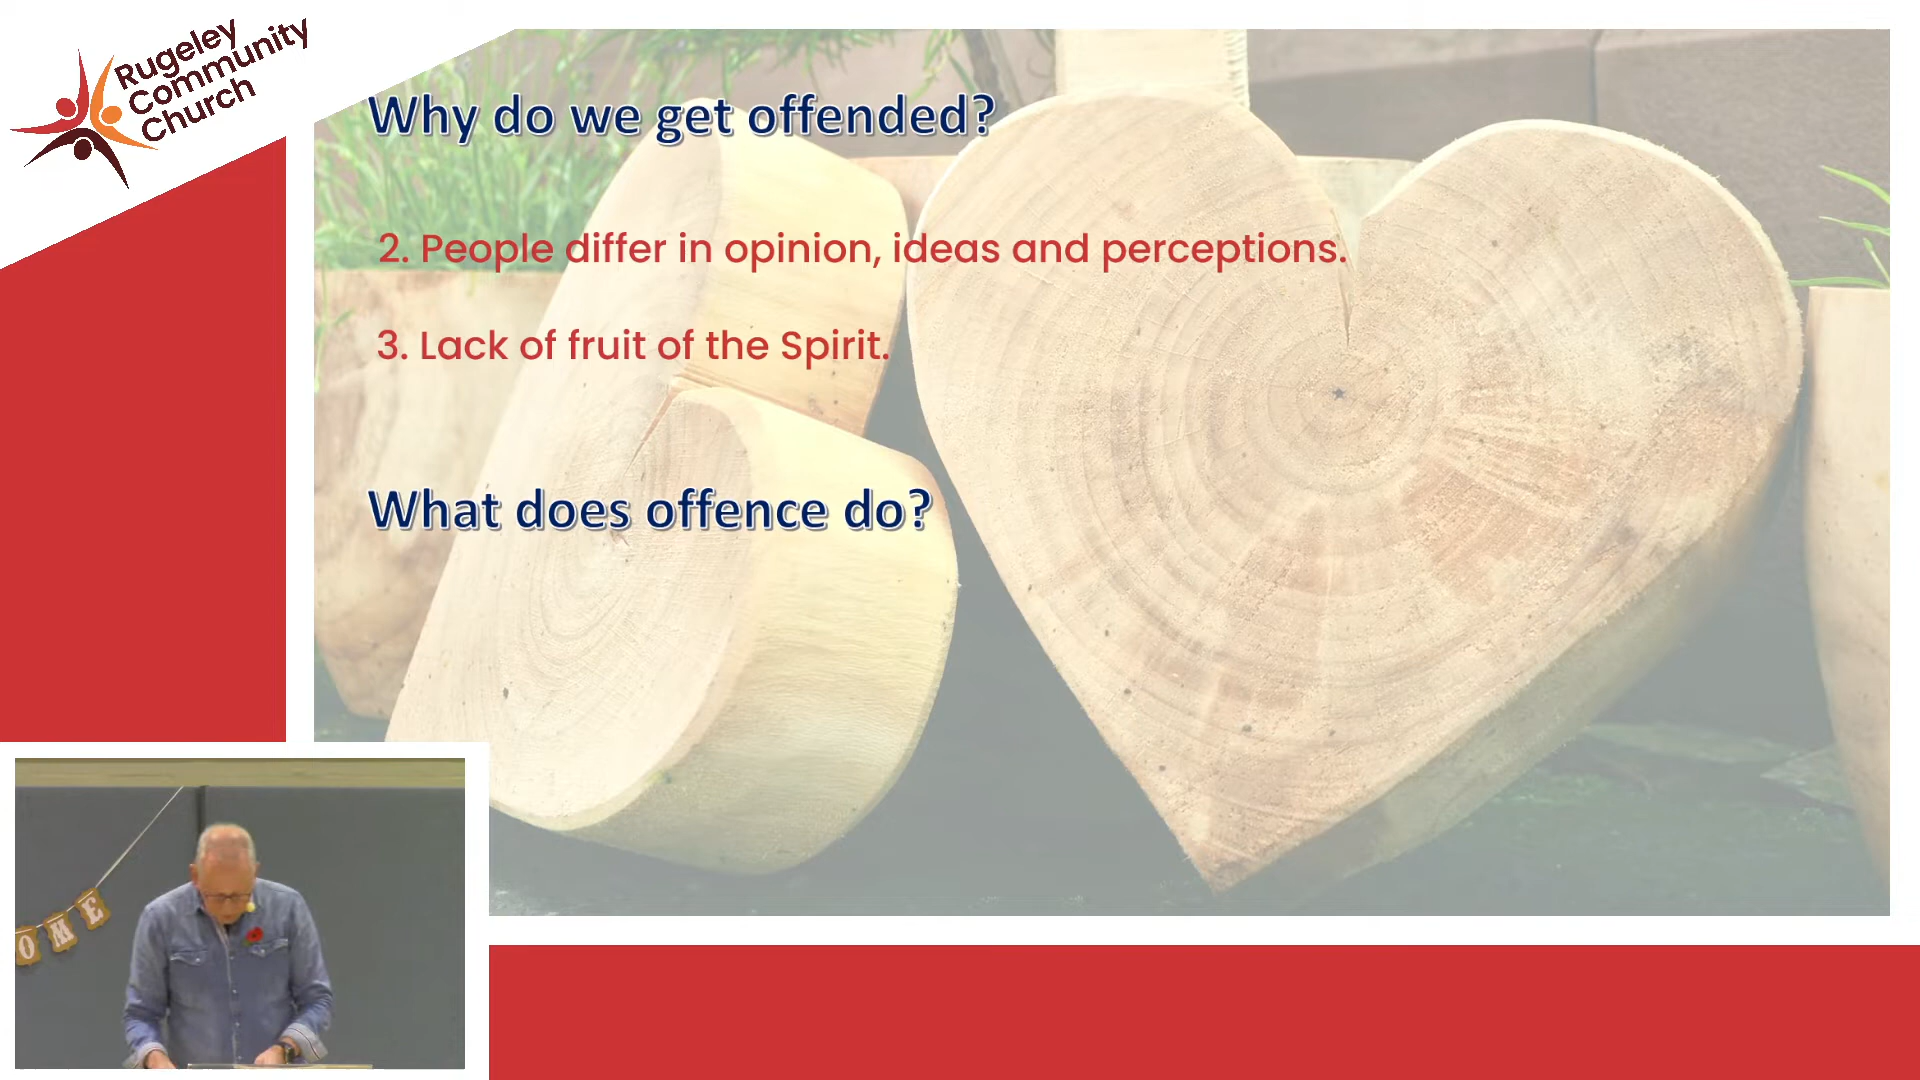 Rugeley
Community
Church
Why do we get offended?
2. People differ in opinion, ideas and perceptions.
3. Lack of fruit of the Spirit.
What does offence do?
OME